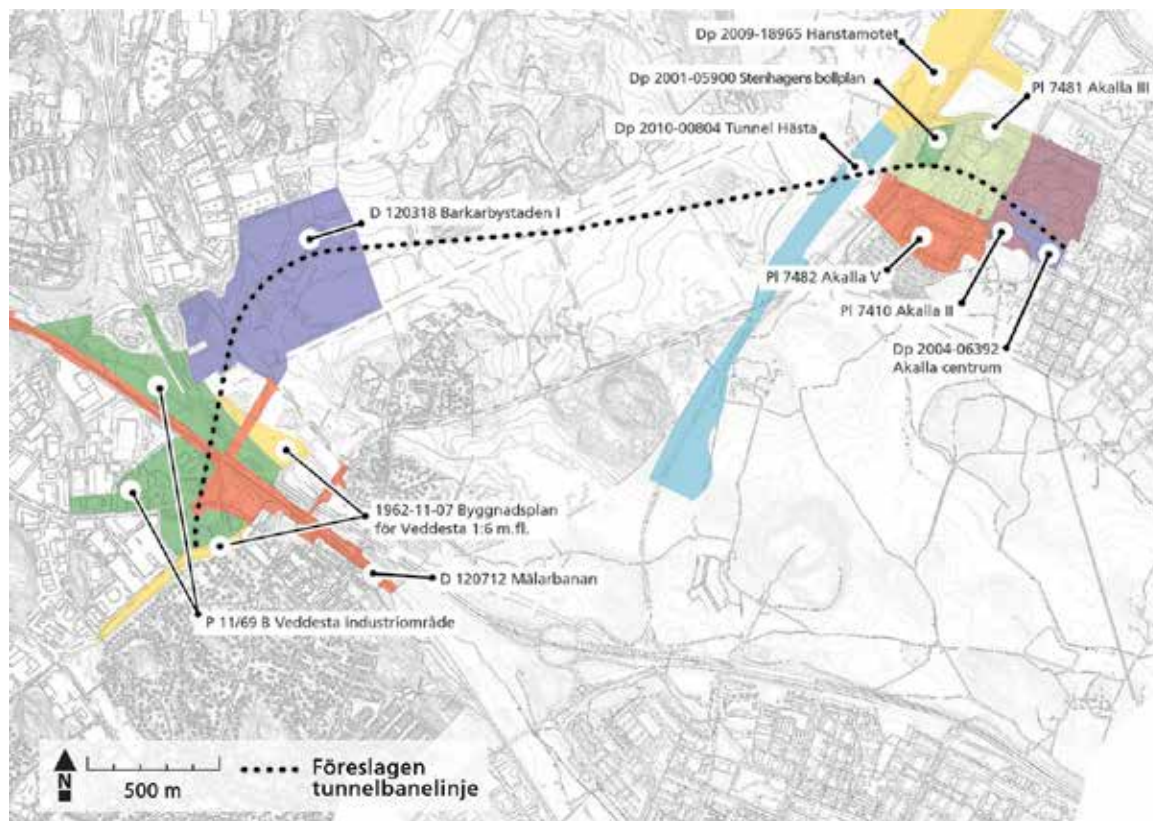 Dp 2009-18965 Hanstamotet
Dp 2001-05900 Stenhagens bollplan
Pl 7481 Akalla III
Dp 2010-00804 Tunnel Hästa
D 120318 Barkarbystaden I
Pl 7482 Akalla V
Pl 7410 Akalla II
Dp 2004-06392
Akalla centrum
1962-11-07 Byggnadsplan
för Veddesta 1:6 m.fl.
D 120712 Mälarbanan
P 11/69 B Veddesta industriområde
N
500 m
Föreslagen
tunnelbanelinje